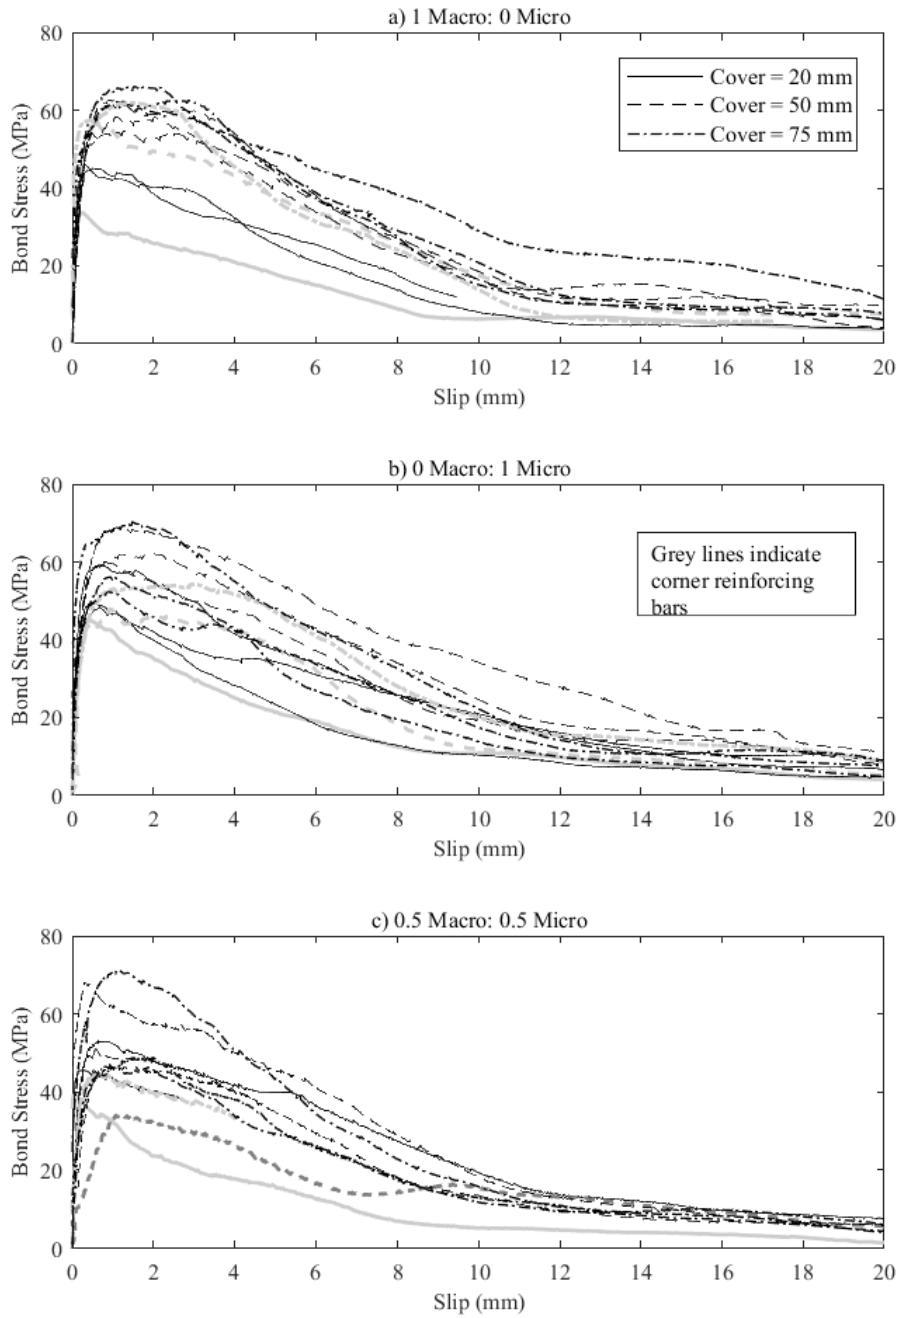 a) 1 Macro: 0 Micro
80
60
40
20
0
Bond Stress (MPa)
Cover = 20 mm
Cover = 50 mm
Cover = 75 mm
0 2 4 6 8 10 12 14 16 18 20
Slip (mm)
b) 0 Macro: 1 Micro
80
60
40
20
0
Bond Stress (MPa)
Grey lines indicate
corner reinforcing
bars
0 2 4 6 8 10 12 14 16 18 20
Slip (mm)
c) 0.5 Macro: 0.5 Micro
80
60
40
20
0
Bond Stress (MPa)
0 2 4 6 8 10 12 14 16 18 20
Slip (mm)